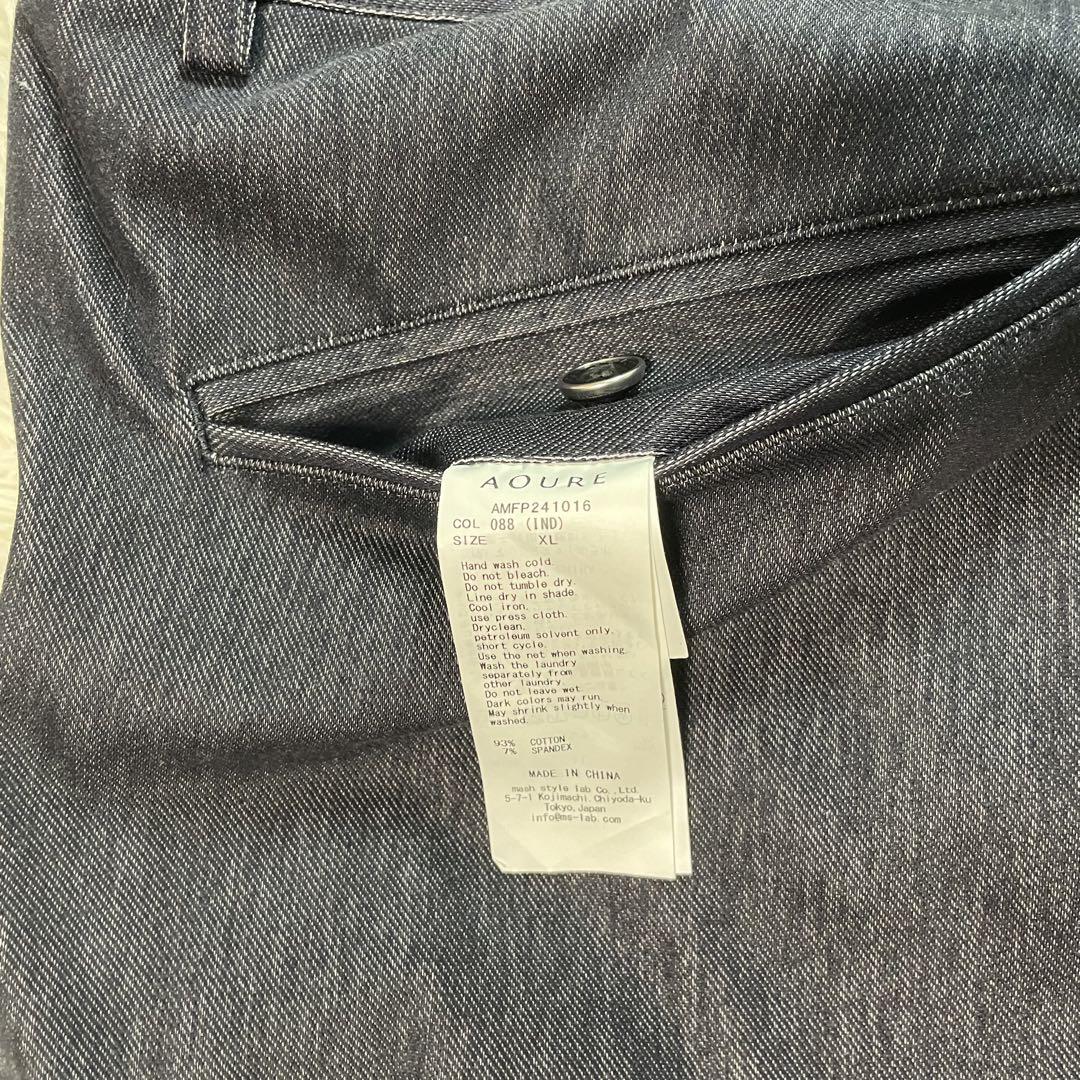 AOURE
AMFP241016
COL 088 (IND)
SIZE XL
Hand wash cold.
Do not bleach.
Do not tumble dry.
Line dry in shade.
Cool iron.
use press cloth.
Dryclean.
petroleum solvent only.
short cycle.
Use the net when washing.
Wash the laundry
separately from
other laundry.
Do not leave wet.
Dark colors may run.
May shrink slightly when
washed.
93% COTTON
7% SPANDEX
MADE IN CHINA
mash style lab Co., Ltd.
5-7-1 Kojimachi, Chiyoda-ku
Tokyo, Japan
info@ms-lab.com